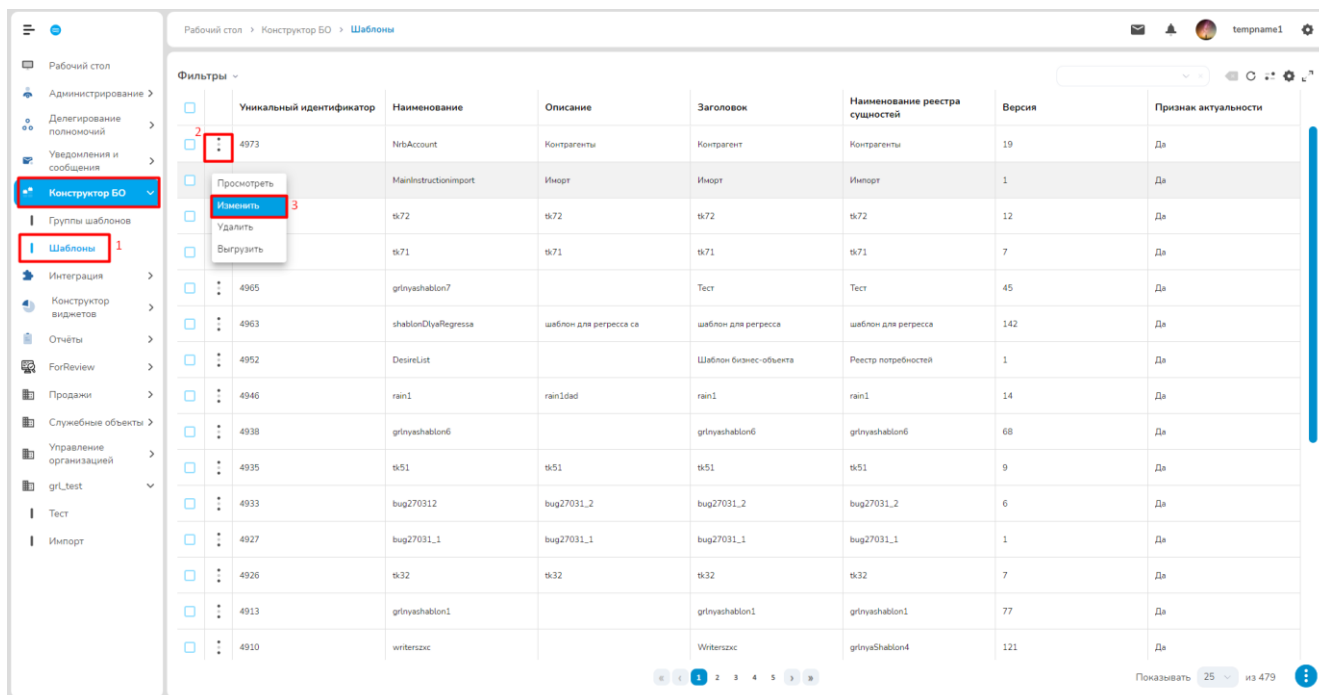 Рабочий стол > Конструктор БО > Шаблоны
tempname1
Рабочий стол
Администрирование
Делегирование
полномочий
Уведомления и
сообщения
Конструктор БО
Группы шаблонов
Шаблоны 1
Интеграция
Конструктор
виджетов
Отчёты
ForReview
Продажи
Служебные объекты
Управление
организацией
grl_test
Тест
Импорт
Фильтры
Уникальный идентификатор Наименование Описание Заголовок Наименование реестра сущностей Версия Признак актуальности
2 4973 NrbAccount Контрагенты Контрагент Контрагенты 19 Да
MainInstructionimport Иморт Иморт Импорт 1 Да
tk72 tk72 tk72 tk72 12 Да
tk71 tk71 tk71 tk71 7 Да
Просмотреть
Изменить 3
Удалить
Выгрузить
4965 grlnyashablon7 Тест Тест 45 Да
4963 shablonDlyaRegressa шаблон для регресса са шаблон для регресса шаблон для регресса 142 Да
4952 DesireList Шаблон бизнес-объекта Реестр потребностей 1 Да
4946 rain1 rain1dad rain1 rain1 14 Да
4938 grlnyashablon6 grlnyashablon6 grlnyashablon6 68 Да
4935 tk51 tk51 tk51 tk51 9 Да
4933 bug270312 bug27031_2 bug27031_2 bug27031_2 6 Да
4927 bug27031_1 bug27031_1 bug27031_1 bug27031_1 1 Да
4926 tk32 tk32 tk32 tk32 7 Да
4913 grlnyashablon1 grlnyashablon1 grlnyashablon1 77 Да
4910 writerszxc Writerszxc grlnyaShablon4 121 Да
« ‹ 1 2 3 4 5 › »
Показывать 25 из 479